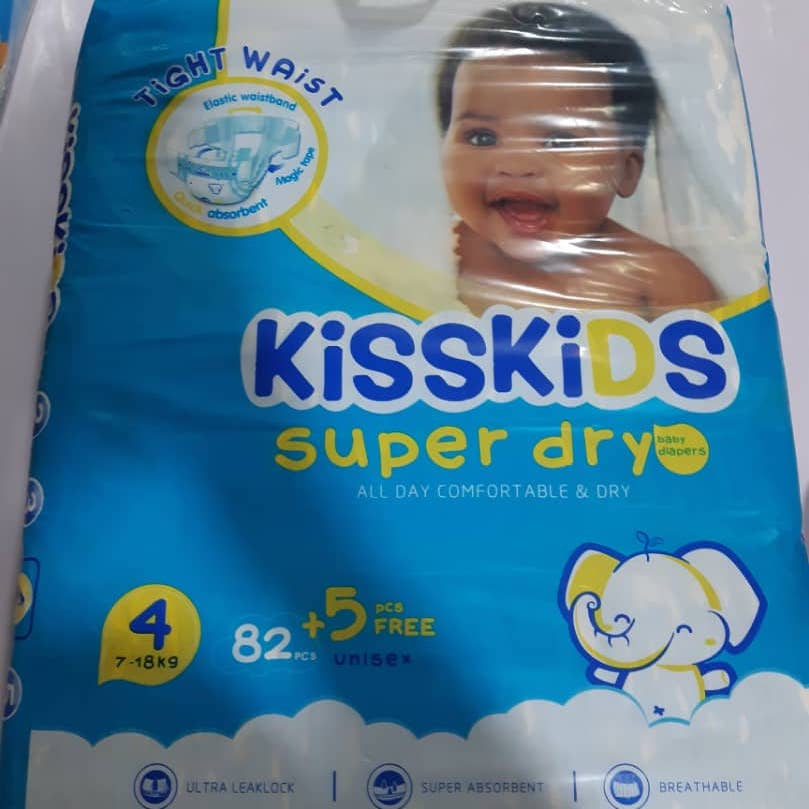 TiGHT WAiST
Elastic waistband
Magic tape
Quick absorbent
KiSSKiDS
super dry
baby
diapers
ALL DAY COMFORTABLE & DRY
4
7-18kg
82 PCS
+5 pcs
FREE
unisex
ULTRA LEAKLOCK
SUPER ABSORBENT
BREATHABLE